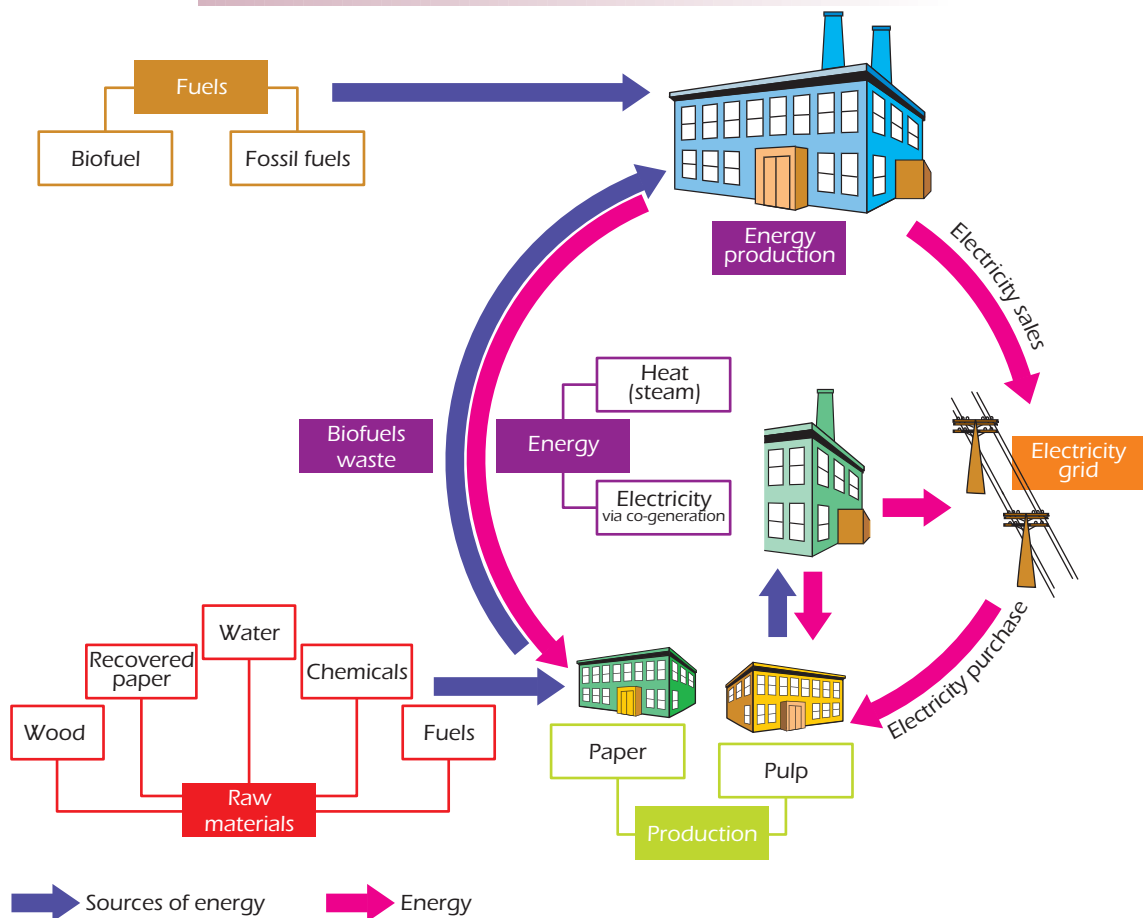 Fuels
Biofuel
Fossil fuels
Energy
production
Electricity sales
Heat
(steam)
Biofuels
waste
Energy
Electricity
grid
Electricity
via co-generation
Water
Recovered
paper
Chemicals
Electricity purchase
Wood
Fuels
Paper
Pulp
Raw
materials
Production
Sources of energy
Energy